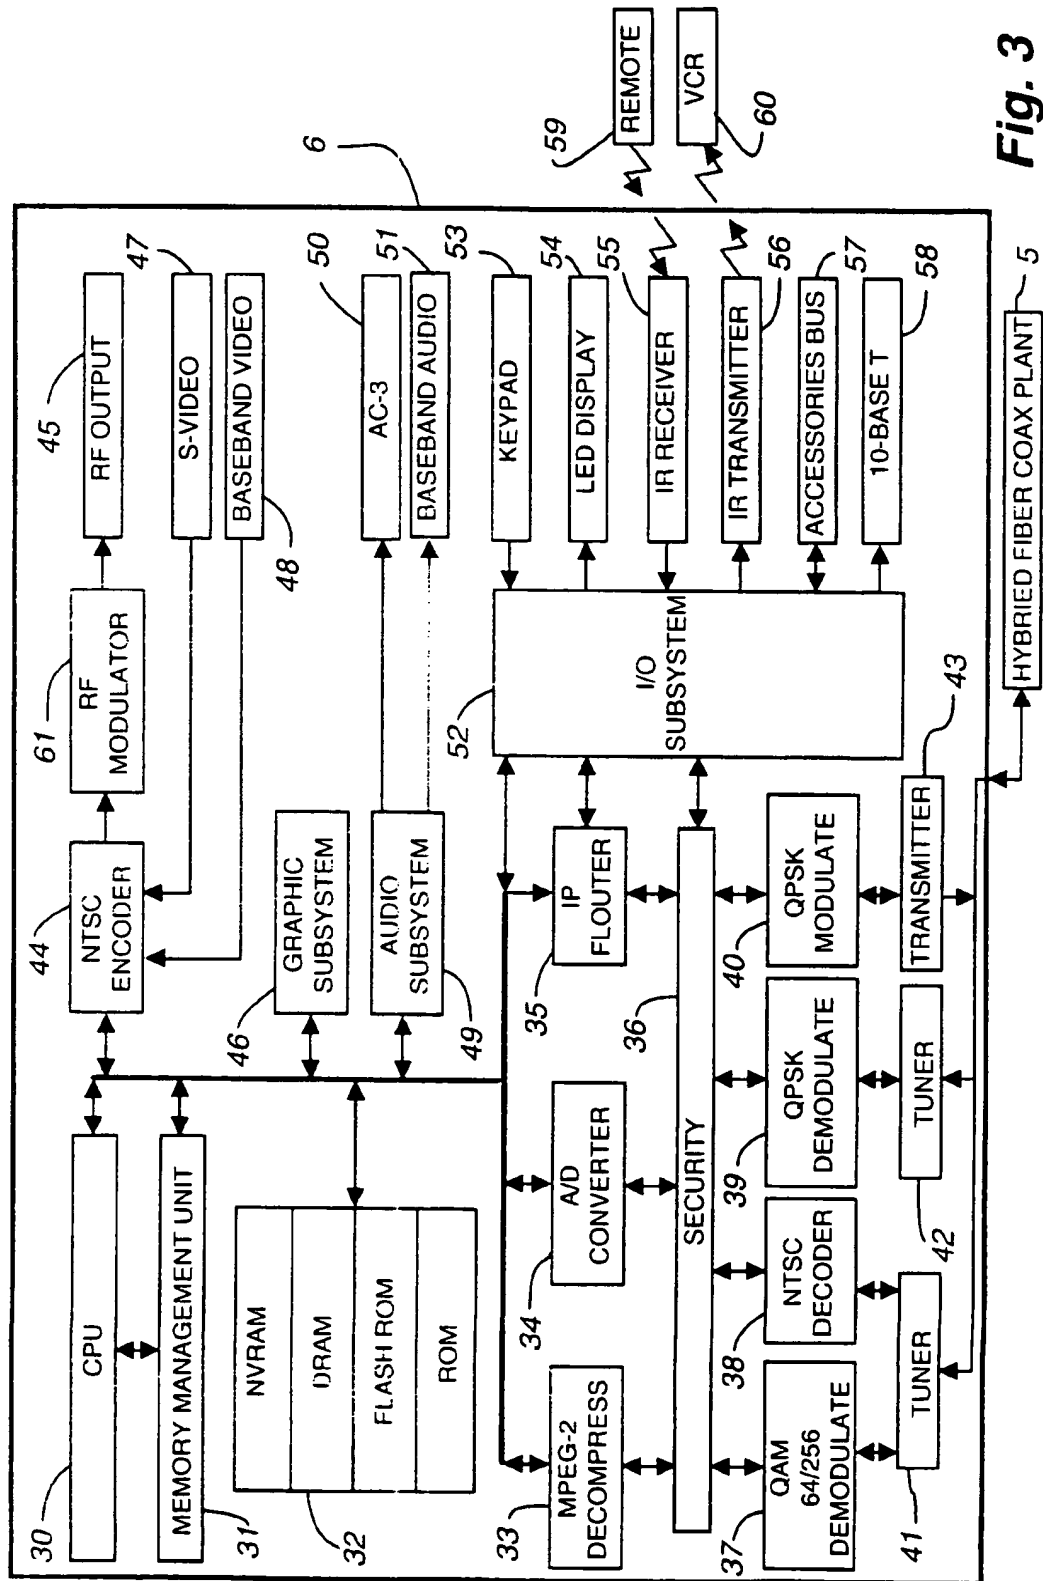 30
CPU
MEMORY MANAGEMENT UNIT
31
NVRAM
DRAM
FLASH ROM
ROM
32
44
NTSC
ENCODER
61
RF
MODULATOR
45
RF OUTPUT
47
S-VIDEO
BASEBAND VIDEO
48
46
GRAPHIC
SUBSYSTEM
AUDIO
SUBSYSTEM
49
50
AC-3
51
BASEBAND AUDIO
53
KEYPAD
54
LED DISPLAY
55
IR RECEIVER
IR TRANSMITTER
56
ACCESSORIES BUS
57
10-BASE T
58
6
59
REMOTE
VCR
60
52
I/O
SUBSYSTEM
33
MPEG-2
DECOMPRESS
34
A/D
CONVERTER
35
IP
FLOUTER
36
SECURITY
37
QAM
64/256
DEMODULATE
38
NTSC
DECODER
39
QPSK
DEMODULATE
40
QPSK
MODULATE
41
TUNER
42
TUNER
43
TRANSMITTER
5
HYBRIED FIBER COAX PLANT
Fig. 3